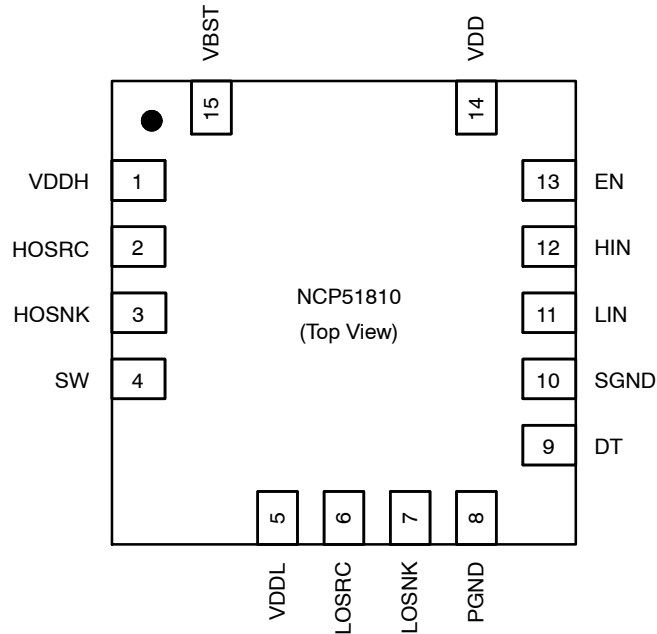 VBST
VDD
15
14
VDDH 1
13 EN
HOSRC 2
12 HIN
NCP51810
(Top View)
HOSNK 3
11 LIN
SW 4
10 SGND
9 DT
5
6
7
8
VDDL
LOSRC
LOSNK
PGND